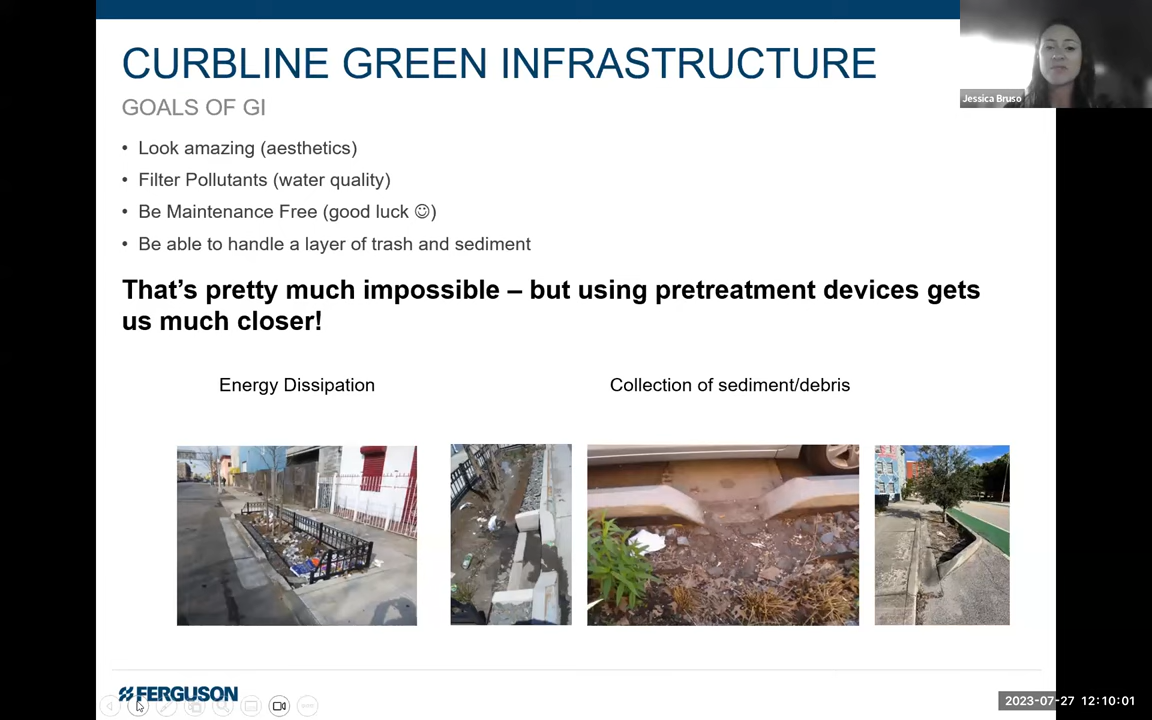 CURBLINE GREEN INFRASTRUCTURE
Jessica Bruso
GOALS OF GI
• Look amazing (aesthetics)
• Filter Pollutants (water quality)
• Be Maintenance Free (good luck ☺)
• Be able to handle a layer of trash and sediment
That's pretty much impossible – but using pretreatment devices gets
us much closer!
Energy Dissipation
Collection of sediment/debris
FERGUSON
2023-07-27 12:10:01